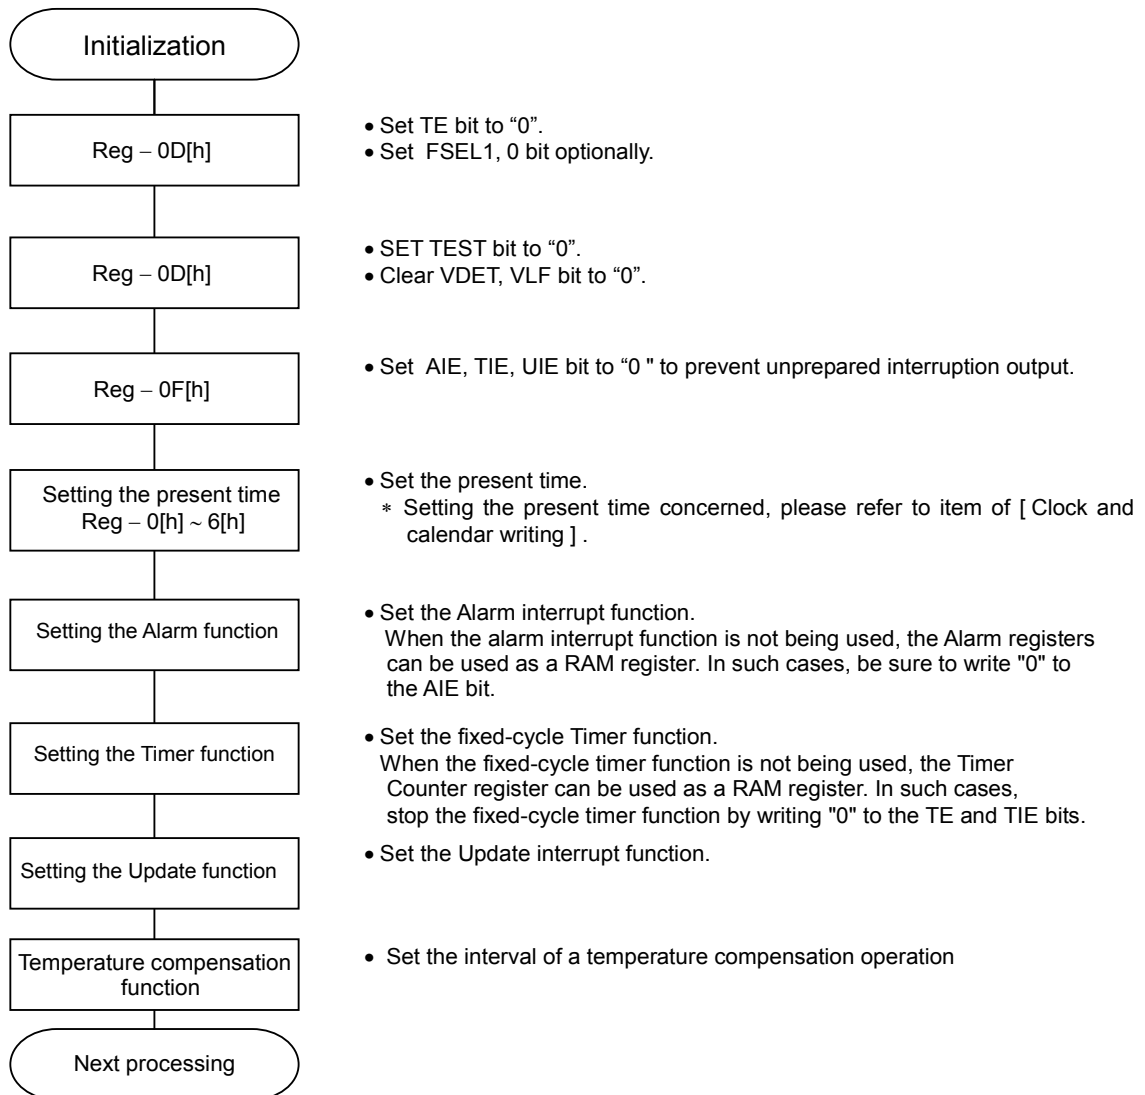 Initialization
Reg – 0D[h]
• Set TE bit to “0”.
• Set FSEL1, 0 bit optionally.
Reg – 0D[h]
• SET TEST bit to “0”.
• Clear VDET, VLF bit to “0”.
Reg – 0F[h]
• Set AIE, TIE, UIE bit to “0 " to prevent unprepared interruption output.
Setting the present time
Reg – 0[h] ~ 6[h]
• Set the present time.
* Setting the present time concerned, please refer to item of [ Clock and
calendar writing ] .
Setting the Alarm function
• Set the Alarm interrupt function.
When the alarm interrupt function is not being used, the Alarm registers
can be used as a RAM register. In such cases, be sure to write "0" to
the AIE bit.
Setting the Timer function
• Set the fixed-cycle Timer function.
When the fixed-cycle timer function is not being used, the Timer
Counter register can be used as a RAM register. In such cases,
stop the fixed-cycle timer function by writing "0" to the TE and TIE bits.
Setting the Update function
• Set the Update interrupt function.
Temperature compensation
function
• Set the interval of a temperature compensation operation
Next processing